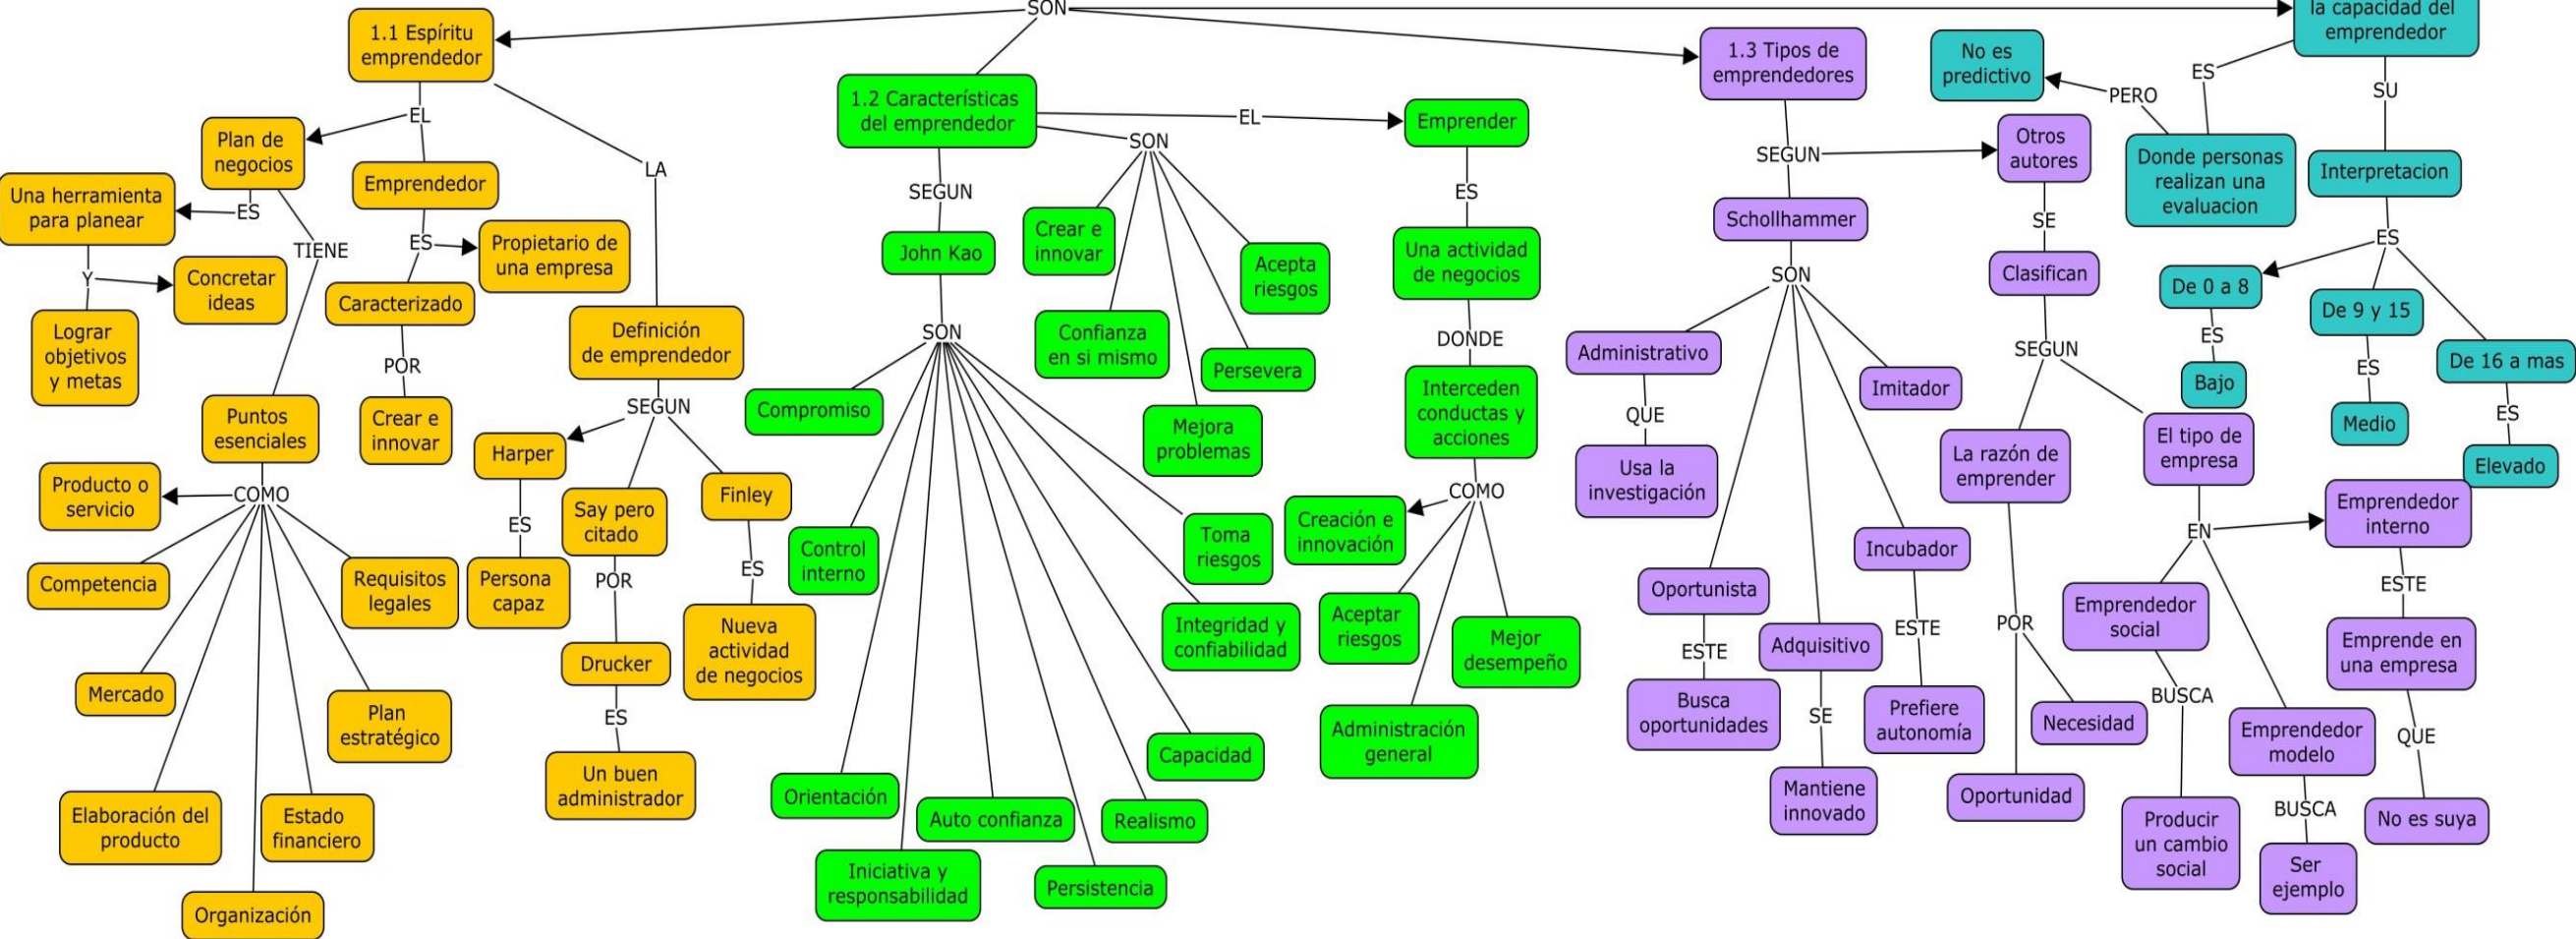 SON
1.1 Espíritu
emprendedor
EL
Plan de
negocios
ES
Una herramienta
para planear
Y
Concretar
ideas
Lograr
objetivos
y metas
TIENE
Puntos
esenciales
COMO
Producto o
servicio
Competencia
Mercado
Elaboración del
producto
Organización
Estado
financiero
Plan
estratégico
Requisitos
legales
Emprendedor
ES
Propietario de
una empresa
Caracterizado
POR
Crear e
innovar
LA
Definición
de emprendedor
SEGUN
Harper
ES
Persona
capaz
Say pero
citado
POR
Drucker
ES
Un buen
administrador
Finley
ES
Nueva
actividad
de negocios
1.2 Características
del emprendedor
SEGUN
John Kao
SON
Compromiso
Control
interno
Orientación
Iniciativa y
responsabilidad
Auto confianza
Persistencia
Realismo
Capacidad
Integridad y
confiabilidad
Toma
riesgos
SON
Crear e
innovar
Confianza
en si mismo
Mejora
problemas
Persevera
Acepta
riesgos
EL
Emprender
ES
Una actividad
de negocios
DONDE
Interceden
conductas y
acciones
COMO
Creación e
innovación
Aceptar
riesgos
Administración
general
Mejor
desempeño
1.3 Tipos de
emprendedores
SEGUN
Schollhammer
SON
Administrativo
QUE
Usa la
investigación
Oportunista
ESTE
Busca
oportunidades
Adquisitivo
SE
Mantiene
innovado
Incubador
ESTE
Prefiere
autonomía
Imitador
Otros
autores
SE
Clasifican
SEGUN
La razón de
emprender
POR
Necesidad
Oportunidad
El tipo de
empresa
EN
Emprendedor
social
BUSCA
Producir
un cambio
social
Emprendedor
modelo
BUSCA
Ser
ejemplo
Emprendedor
interno
ESTE
Emprende en
una empresa
QUE
No es suya
la capacidad del
emprendedor
ES
Donde personas
realizan una
evaluacion
PERO
No es
predictivo
SU
Interpretacion
ES
De 0 a 8
ES
Bajo
De 9 y 15
ES
Medio
De 16 a mas
ES
Elevado